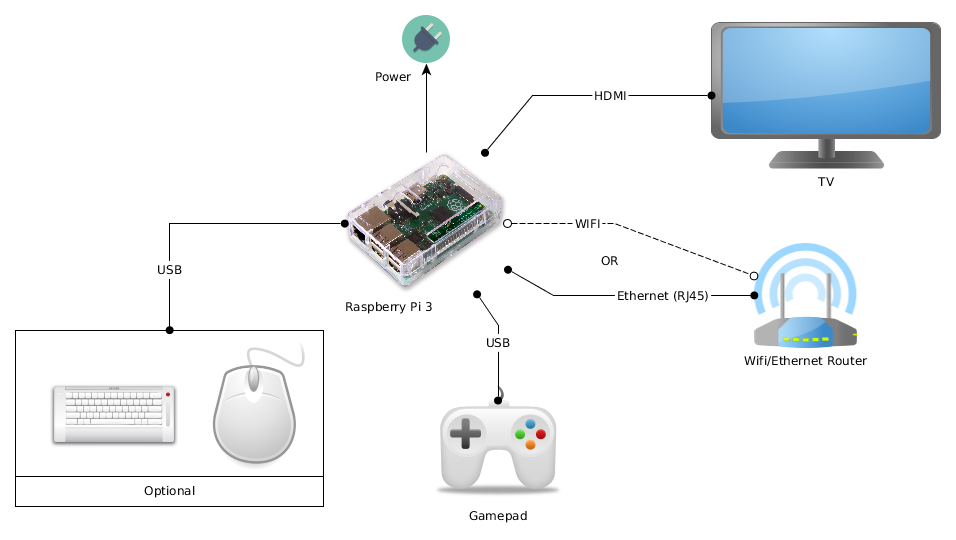 Power
HDMI
TV
WIFI
OR
USB
Ethernet (RJ45)
Raspberry Pi 3
USB
Wifi/Ethernet Router
Optional
Gamepad